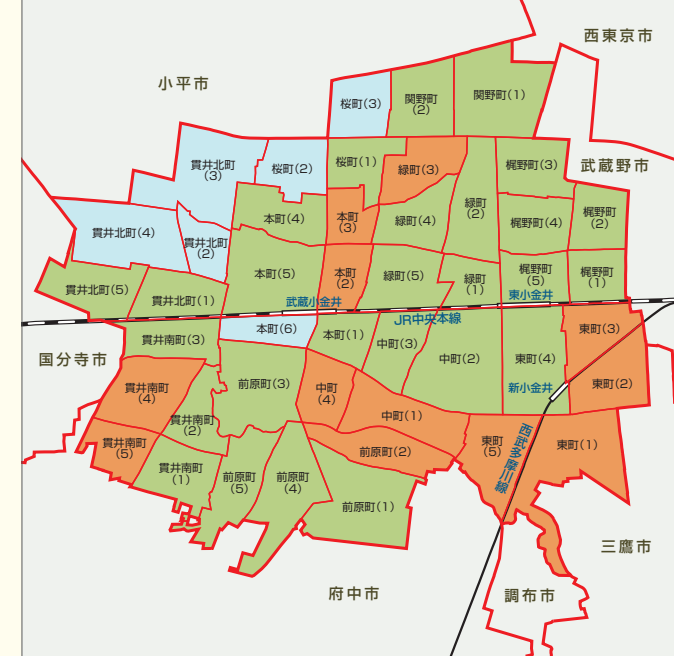 西東京市
小平市
桜町(3)
関野町
(2)
関野町(1)
貫井北町
(3)
桜町(2)
桜町(1)
緑町(3)
梶野町(3)
武蔵野市
本町(4)
本町
(3)
緑町(4)
緑町
(2)
梶野町(4)
梶野町
(2)
貫井北町(4)
貫井北町
(2)
本町(5)
本町
(2)
緑町(5)
緑町
(1)
梶野町
(5)
梶野町
(1)
貫井北町(5)
貫井北町(1)
武蔵小金井
東小金井
JR中央本線
貫井南町(3)
本町(6)
本町(1)
中町(3)
中町(2)
東町(4)
東町(3)
国分寺市
貫井南町
(4)
前原町(3)
中町
(4)
新小金井
東町(2)
貫井南町
(2)
中町(1)
貫井南町
(5)
前原町(2)
東町
(5)
西武多摩川線
東町(1)
貫井南町
(1)
前原町
(5)
前原町
(4)
前原町(1)
三鷹市
府中市
調布市